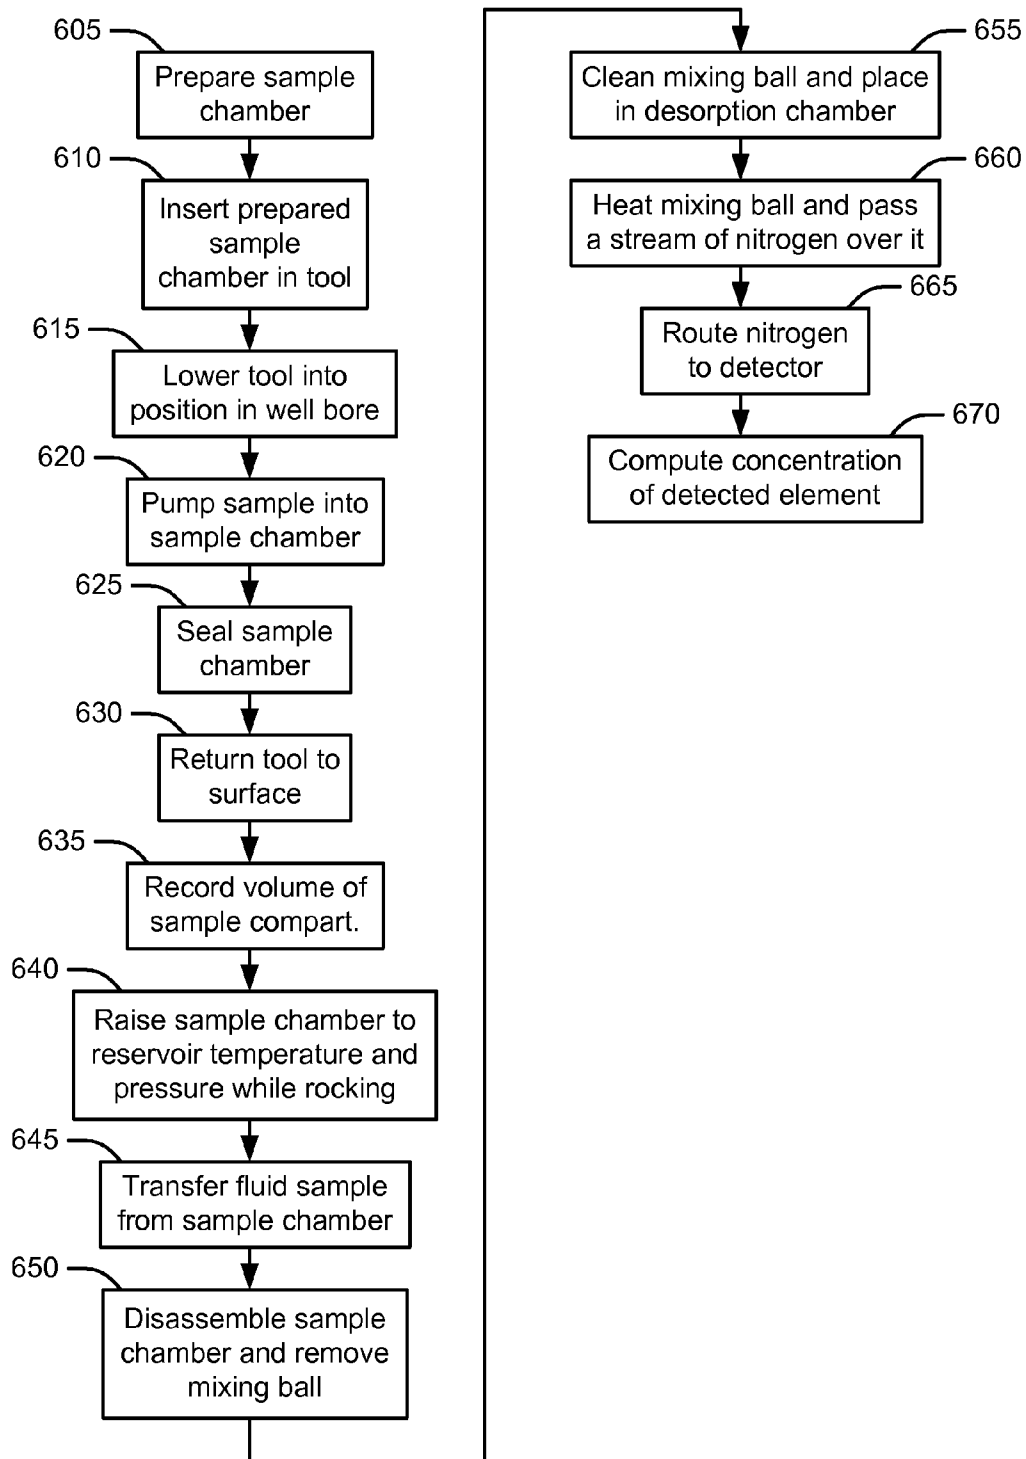 605
Prepare sample
chamber
610
Insert prepared
sample
chamber in tool
615
Lower tool into
position in well bore
620
Pump sample into
sample chamber
625
Seal sample
chamber
630
Return tool to
surface
635
Record volume of
sample compart.
640
Raise sample chamber to
reservoir temperature and
pressure while rocking
645
Transfer fluid sample
from sample chamber
650
Disassemble sample
chamber and remove
mixing ball
655
Clean mixing ball and place
in desorption chamber
660
Heat mixing ball and pass
a stream of nitrogen over it
665
Route nitrogen
to detector
670
Compute concentration
of detected element